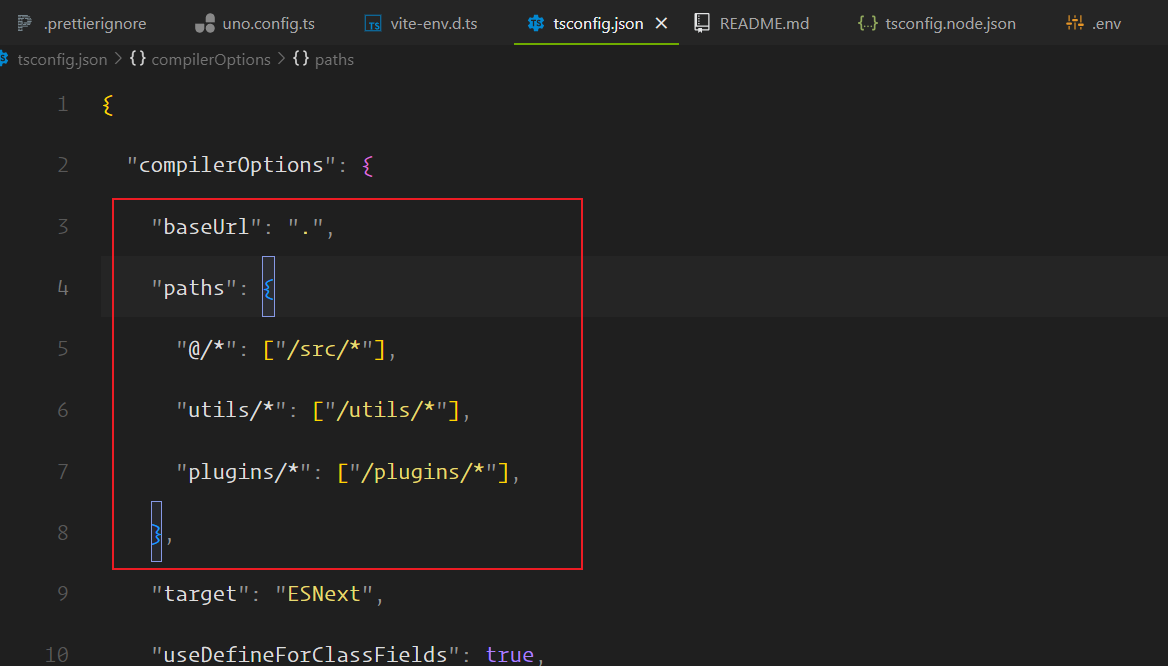 .prettierignore uno.config.ts TS vite-env.d.ts TS tsconfig.json README.md {..} tsconfig.node.json .env
tsconfig.json > {} compilerOptions > {} paths
1 {
2 "compilerOptions": {
3 "baseUrl": ".",
4 "paths": {
5 "@/*": ["/src/*"],
6 "utils/*": ["/utils/*"],
7 "plugins/*": ["/plugins/*"],
8 },
9 "target": "ESNext",
10 "useDefineForClassFields": true,